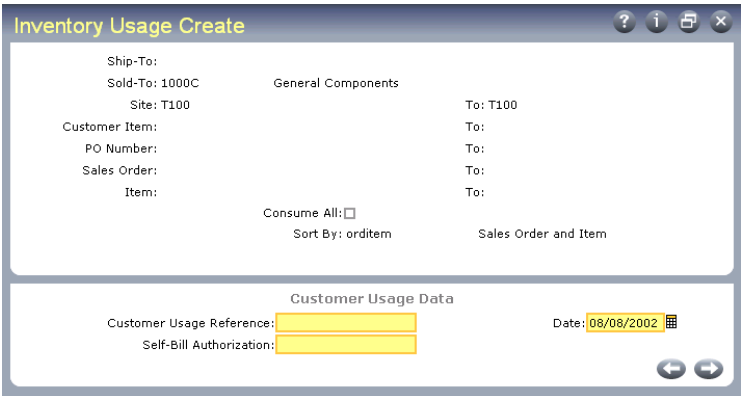 Inventory Usage Create
Ship-To:
Sold-To: 1000C General Components
Site: T100 To: T100
Customer Item: To:
PO Number: To:
Sales Order: To:
Item: To:
Consume All:
Sort By: orditem Sales Order and Item
Customer Usage Data
Customer Usage Reference: Date: 08/08/2002
Self-Bill Authorization: